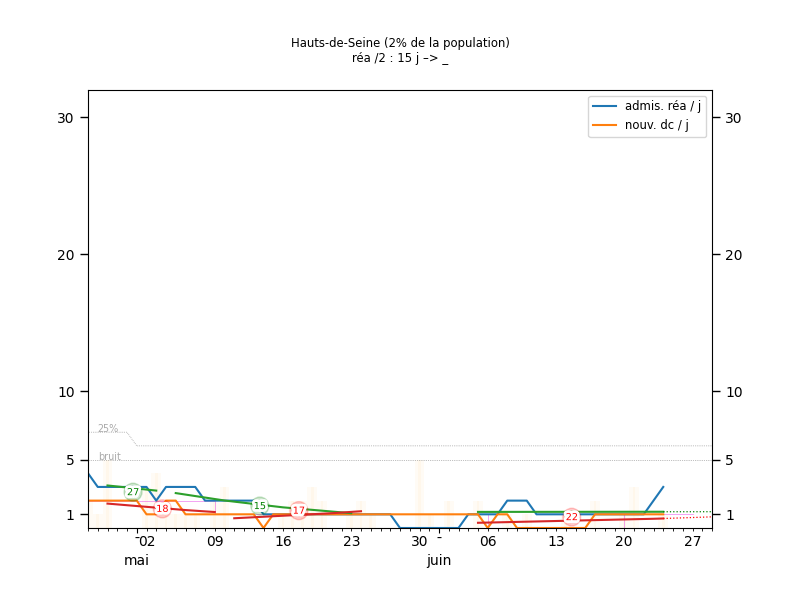 Hauts-de-Seine (2% de la population)
réa /2 : 15 j –> _
admis. réa / j
nouv. dc / j
30 30
20 20
10 10
25%
bruit
5 5
27
18
15
17
22
1 1
02 09 16 23 30 - 06 13 20 27
mai juin